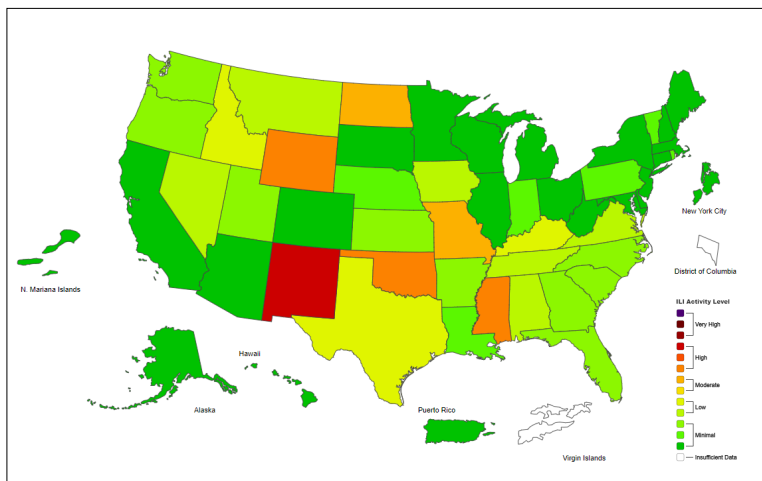 New York City
District of Columbia
N. Mariana Islands
Hawaii
Alaska
Puerto Rico
Virgin Islands
ILI Activity Level
Very High
High
Moderate
Low
Minimal
Insufficient Data